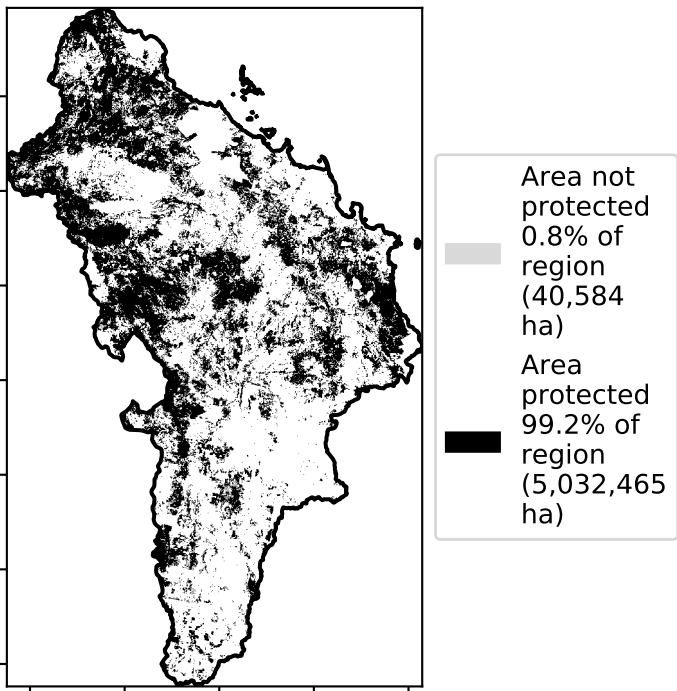 Area not
protected
0.8% of
region
(40,584
ha)
Area
protected
99.2% of
region
(5,032,465
ha)